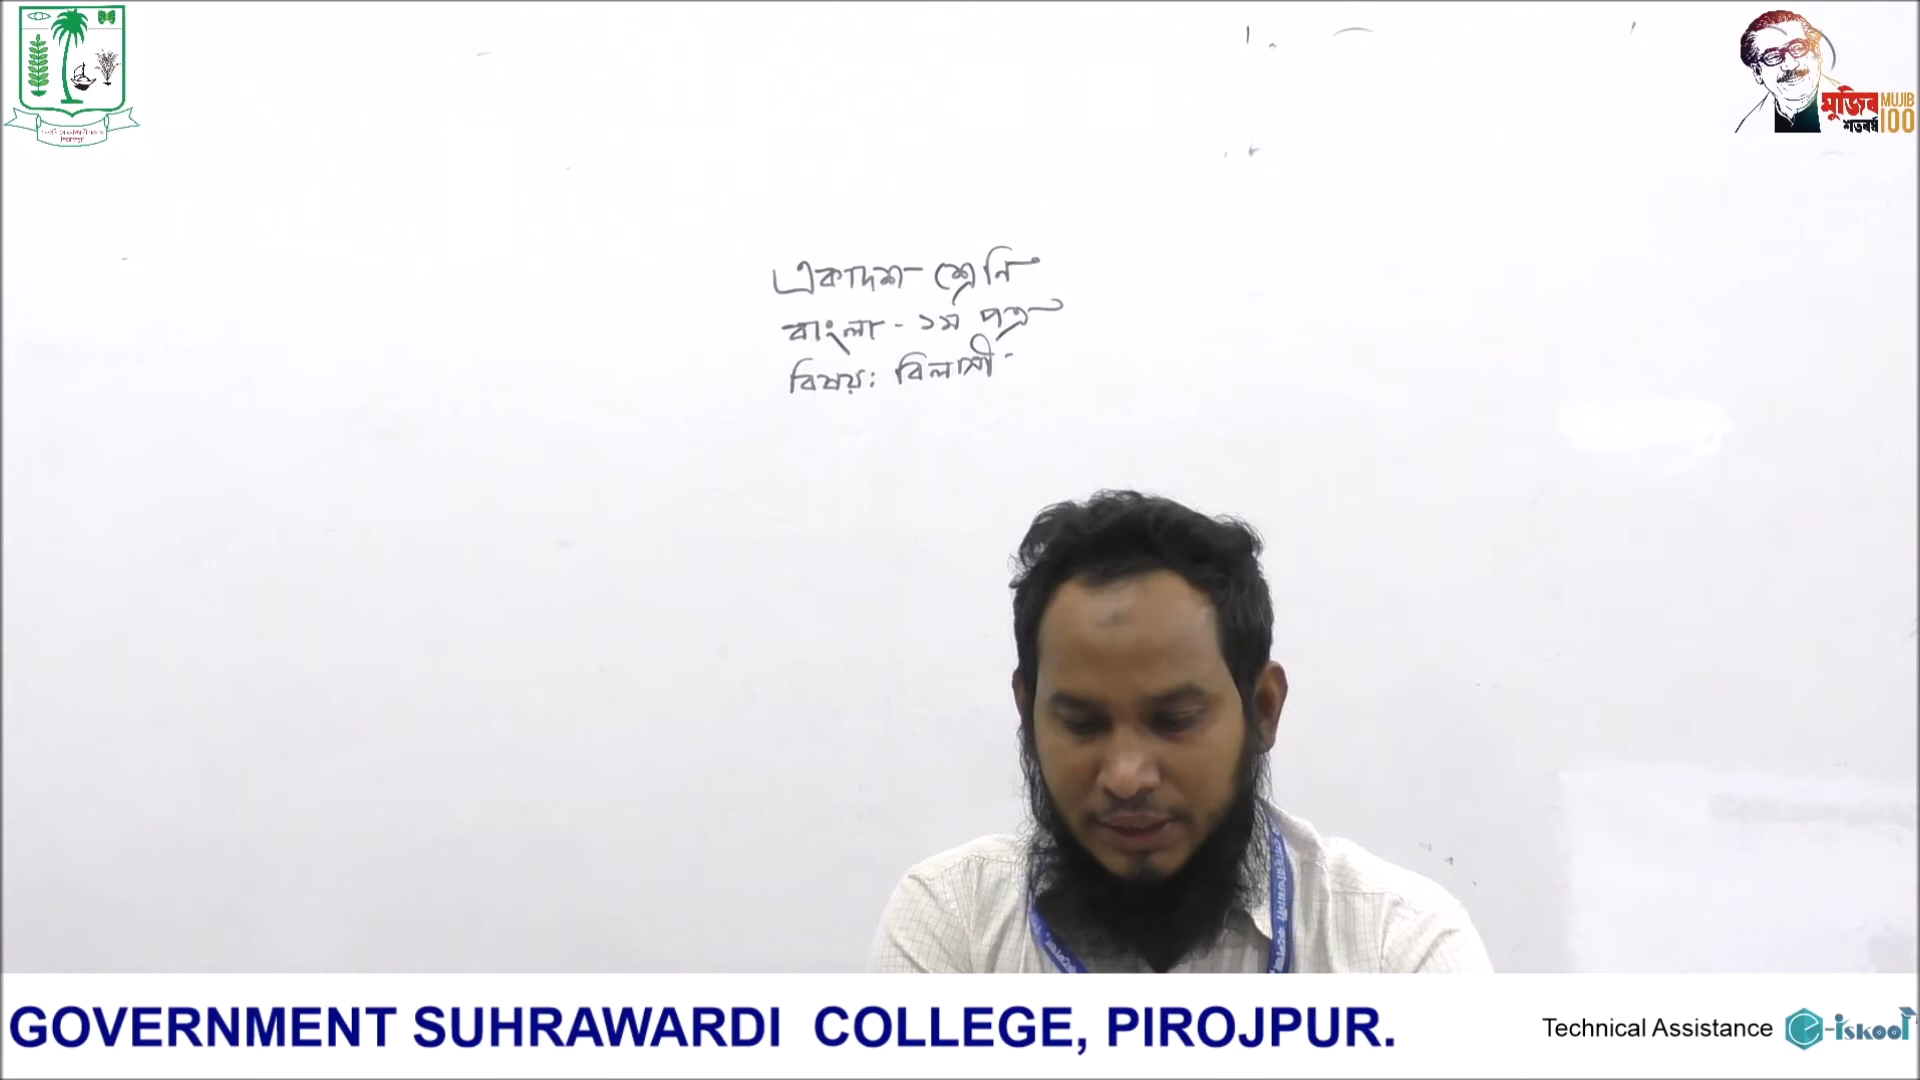 একাদশ শ্রেণি
বাংলা - ১ম পত্র
বিষয়: বিলাসী
মুজিব
শতবর্ষ
MUJIB
100
GOVERNMENT SUHRAWARDI COLLEGE, PIROJPUR.
Technical Assistance e-iskool